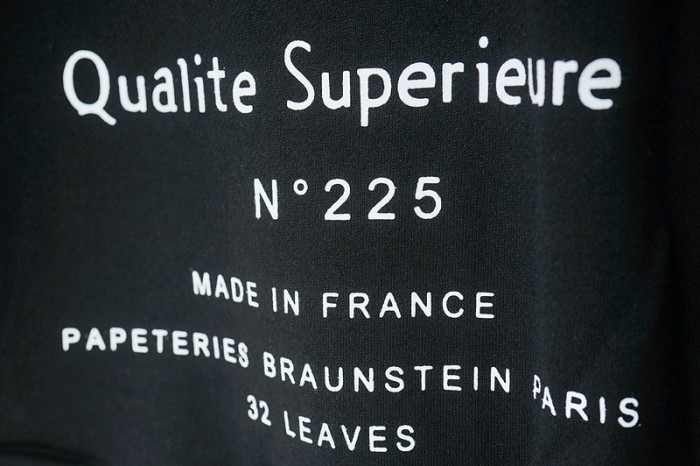 Qualite Superieure
N°225
MADE IN FRANCE
PAPETERIES BRAUNSTEIN PARIS
32 LEAVES